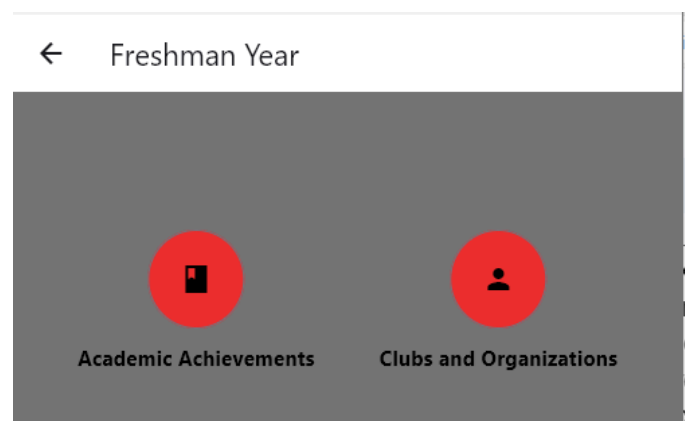 Freshman Year
Academic Achievements
Clubs and Organizations